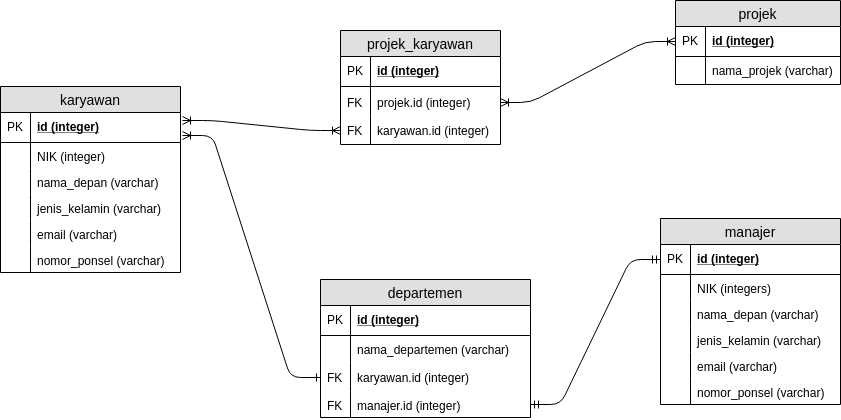 projek
PK id (integer)
nama_projek (varchar)
projek_karyawan
PK id (integer)
FK projek.id (integer)
FK karyawan.id (integer)
karyawan
PK id (integer)
NIK (integer)
nama_depan (varchar)
jenis_kelamin (varchar)
email (varchar)
nomor_ponsel (varchar)
manajer
PK id (integer)
NIK (integers)
nama_depan (varchar)
jenis_kelamin (varchar)
email (varchar)
nomor_ponsel (varchar)
departemen
PK id (integer)
nama_departemen (varchar)
FK karyawan.id (integer)
FK manajer.id (integer)